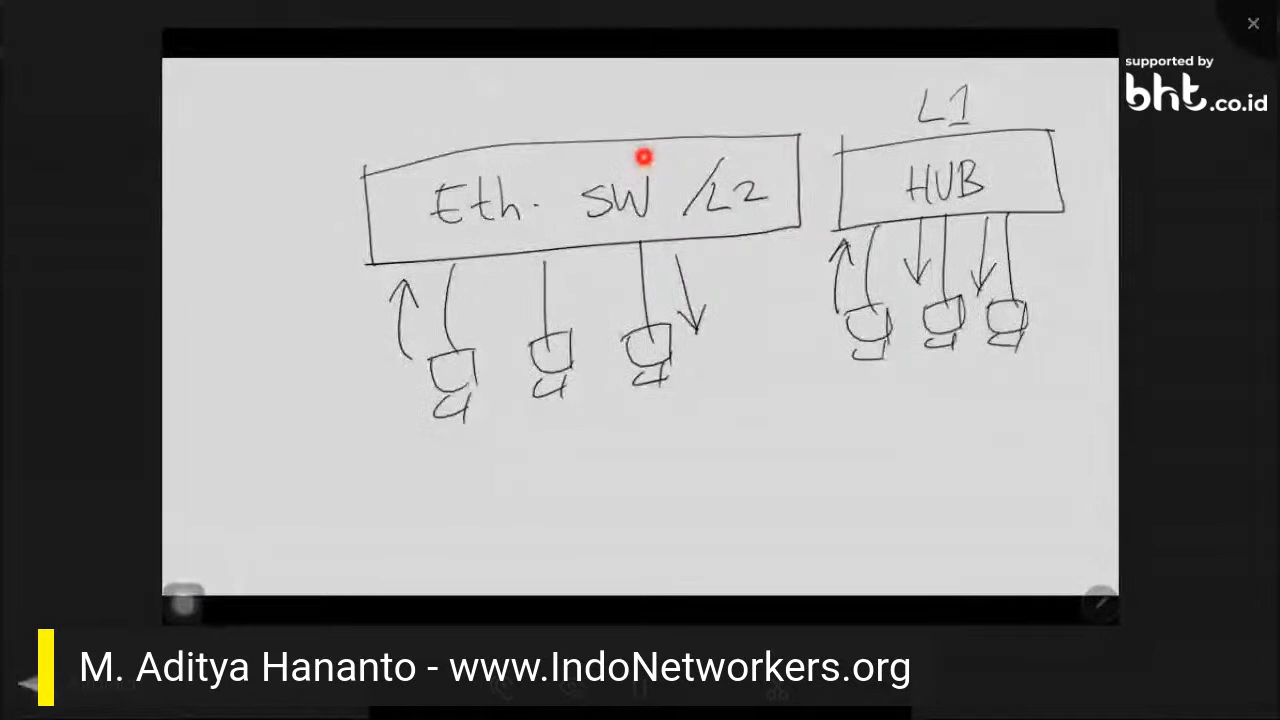 supported by
bht.co.id
L1
Eth. SW /L2
HUB
M. Aditya Hananto - www.IndoNetworkers.org